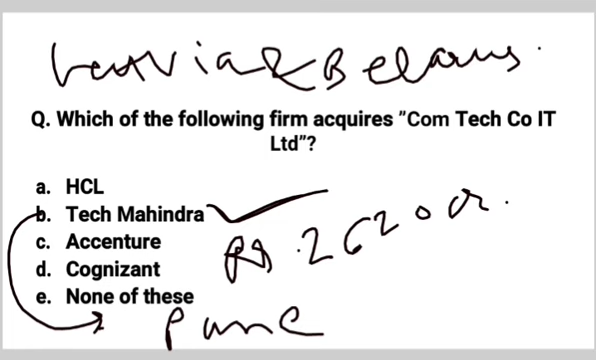 Latvia & Belarus.
Q. Which of the following firm acquires "Com Tech Co IT
Ltd"?
a. HCL
b. Tech Mahindra
c. Accenture
Rs. 2620 cr.
d. Cognizant
e. None of these
Pune